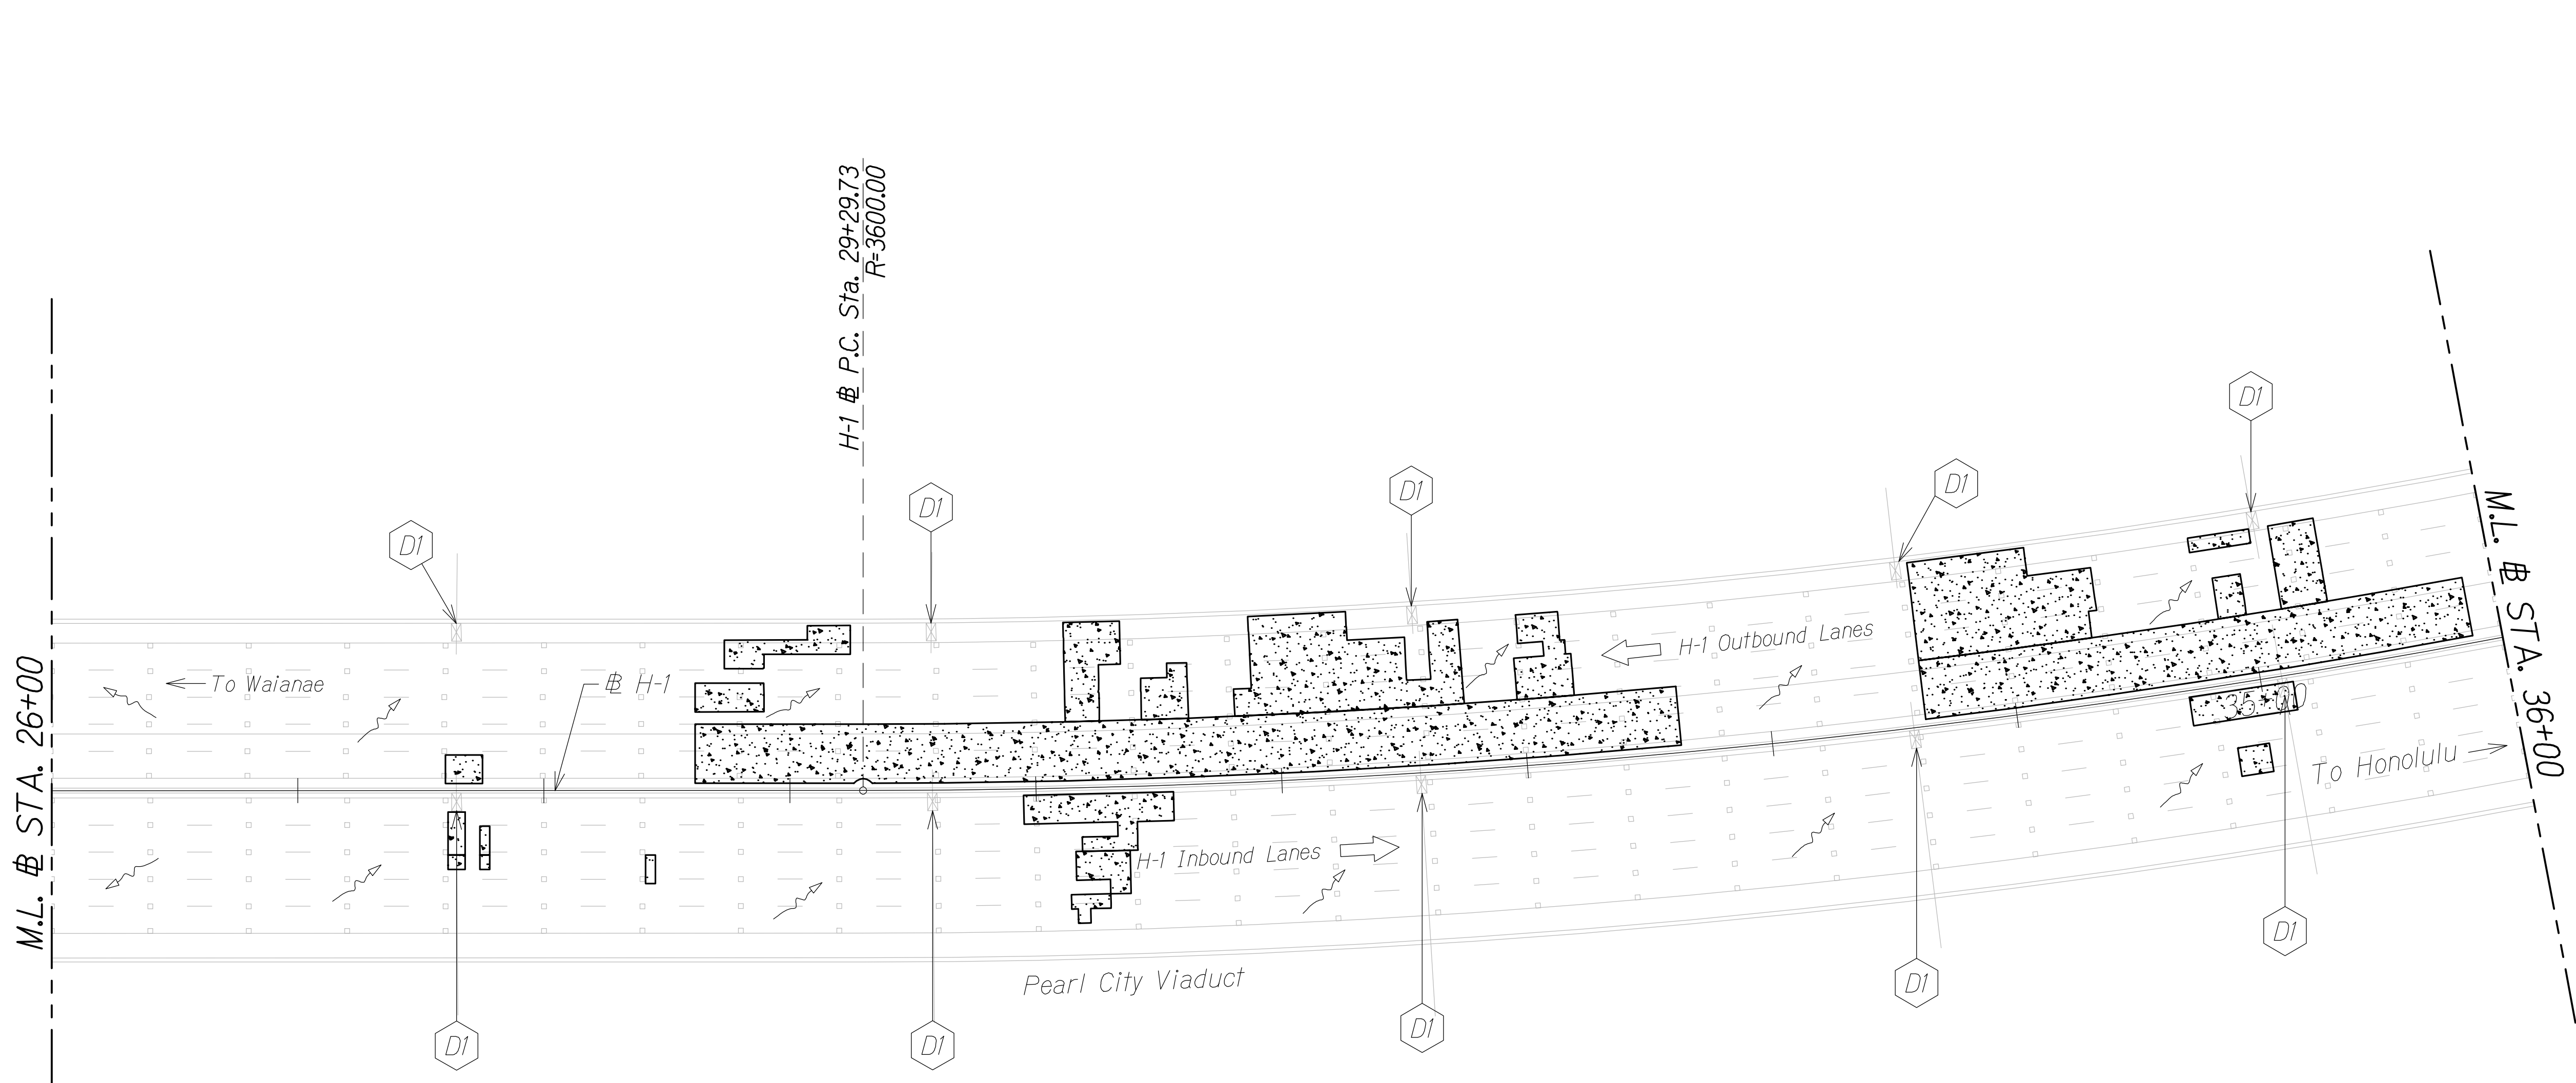 H-1 ℄ P.C. Sta. 29+29.73
R=3600.00
D1
D1
D1
D1
D1
M.L. ℄ STA. 26+00
M.L. ℄ STA. 36+00
To Waianae
℄ H-1
H-1 Outbound Lanes
35+00
To Honolulu
H-1 Inbound Lanes
Pearl City Viaduct
D1
D1
D1
D1
D1